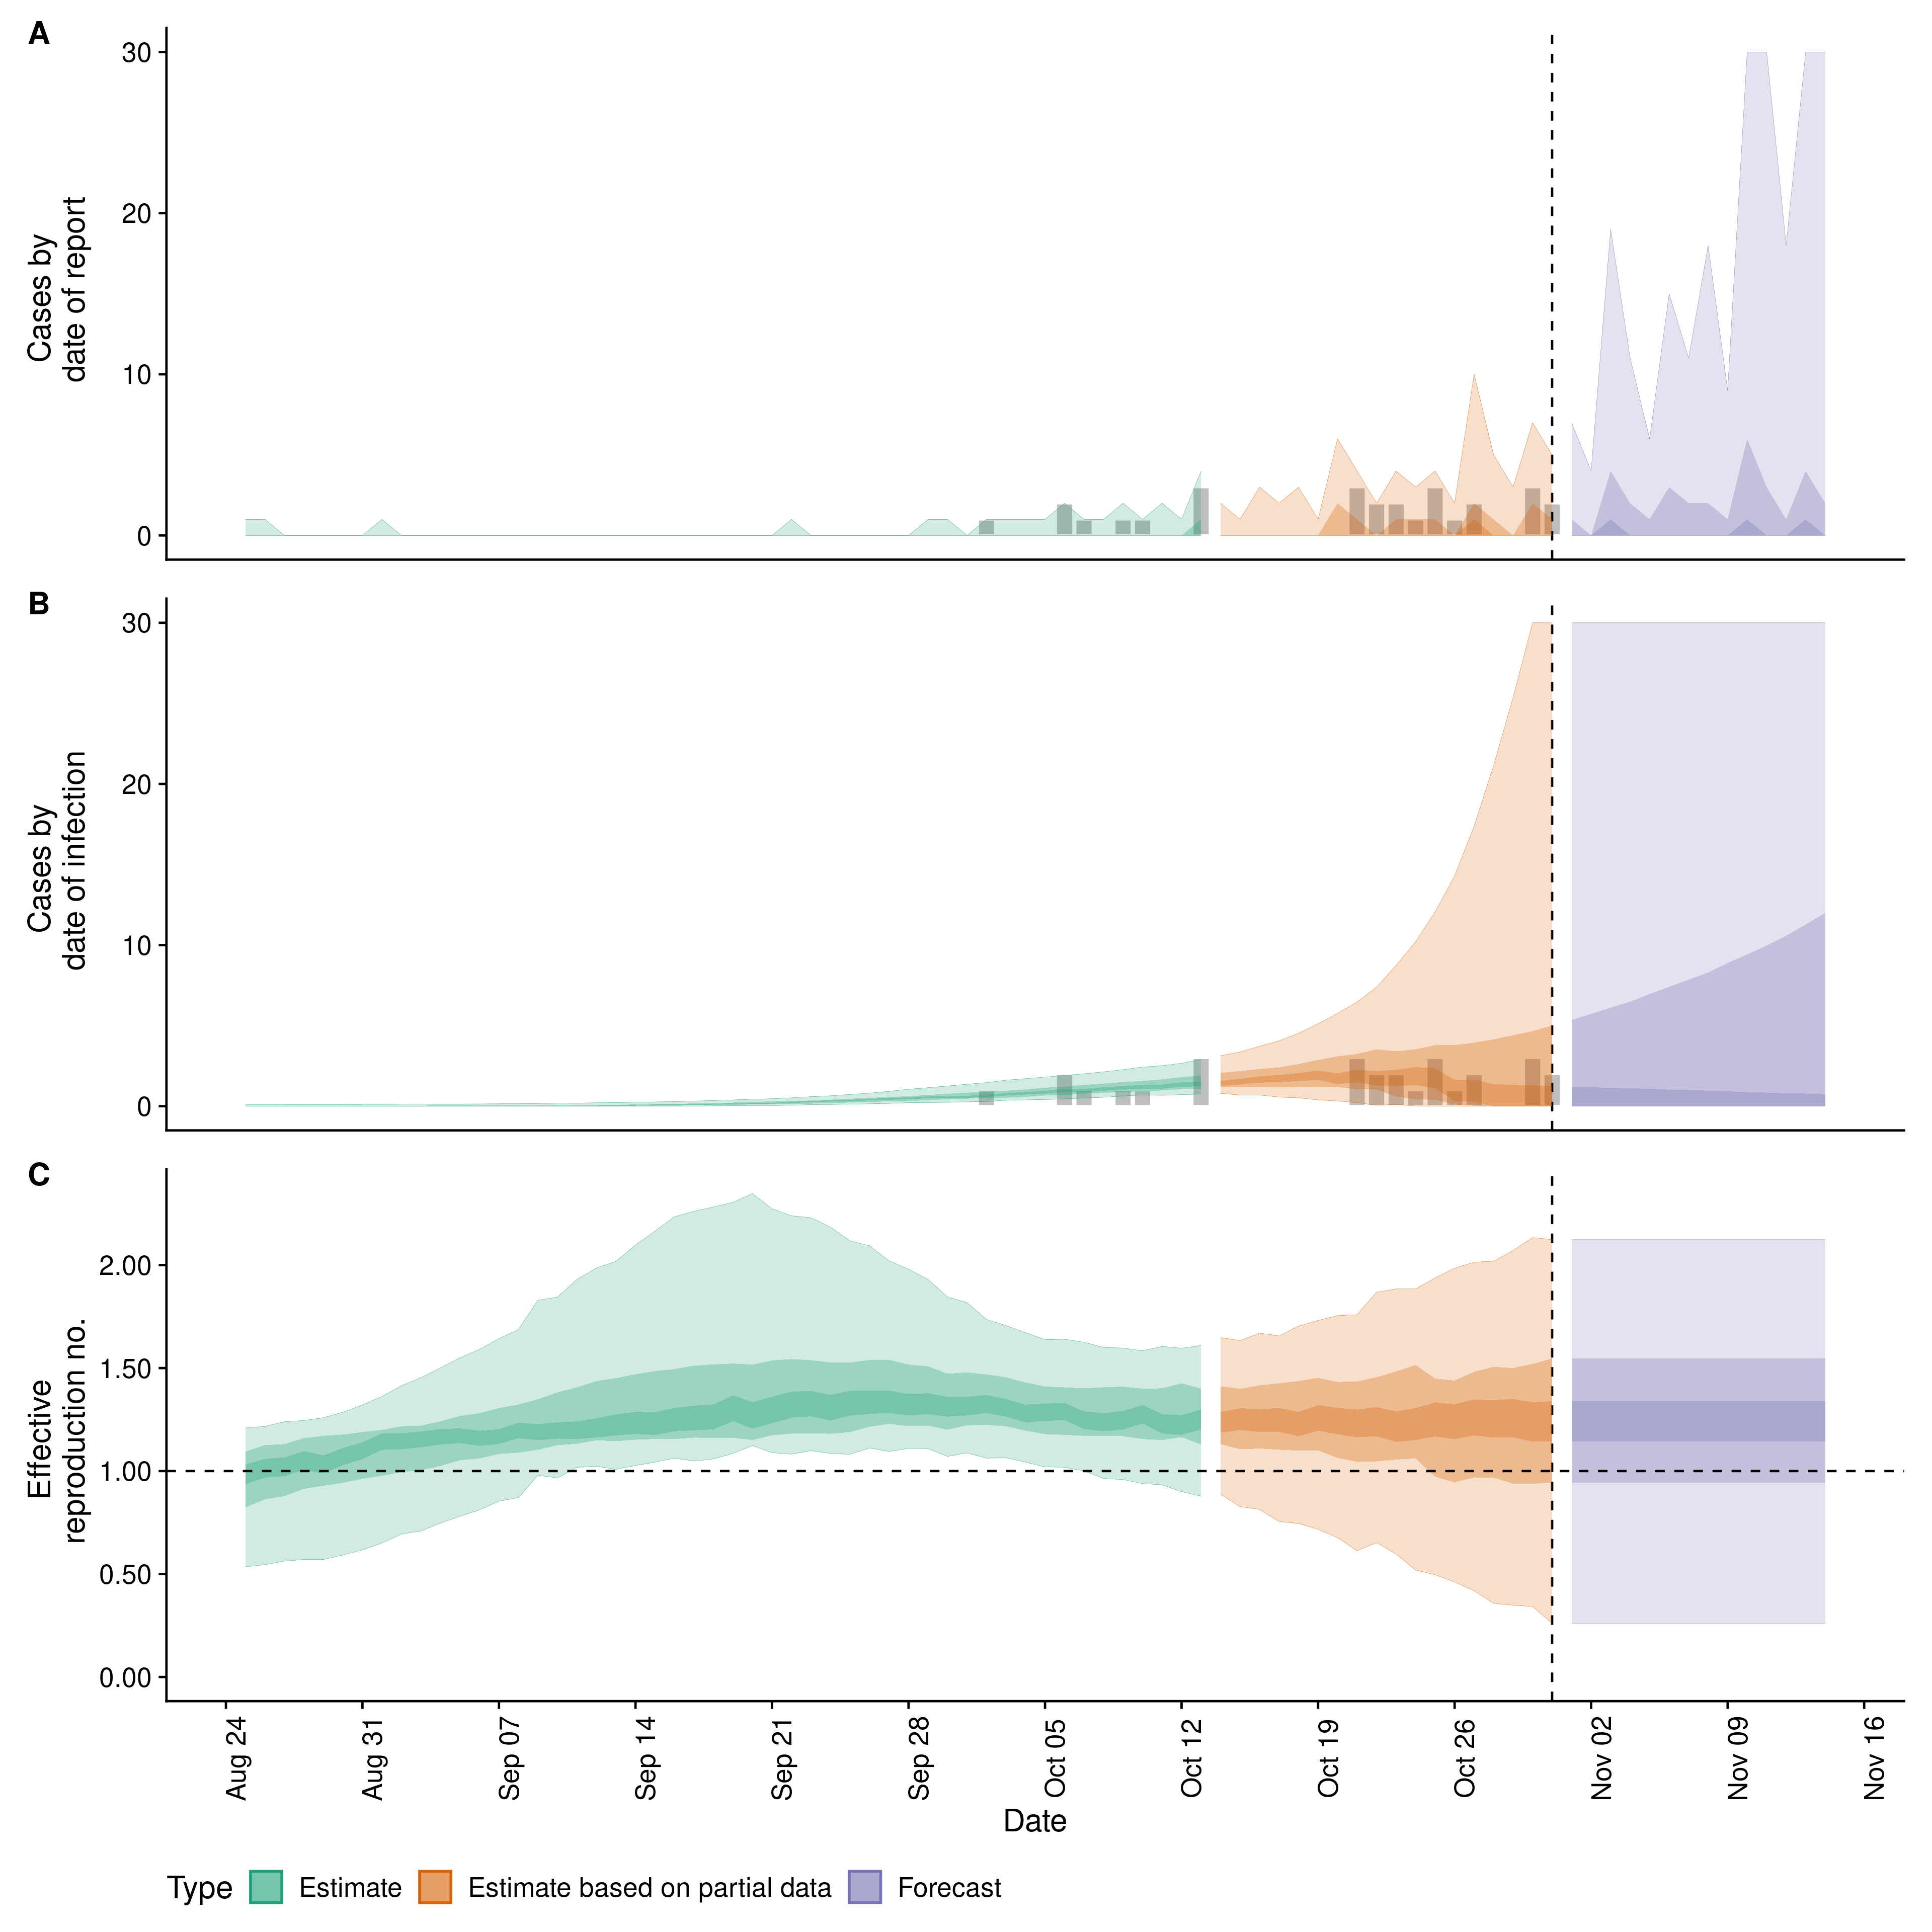 A
30
20
10
0
Cases by
date of report
B
30
20
10
0
Cases by
date of infection
C
2.00
1.50
1.00
0.50
0.00
Effective
reproduction no.
Aug 24
Aug 31
Sep 07
Sep 14
Sep 21
Sep 28
Oct 05
Oct 12
Oct 19
Oct 26
Nov 02
Nov 09
Nov 16
Date
Type Estimate Estimate based on partial data Forecast